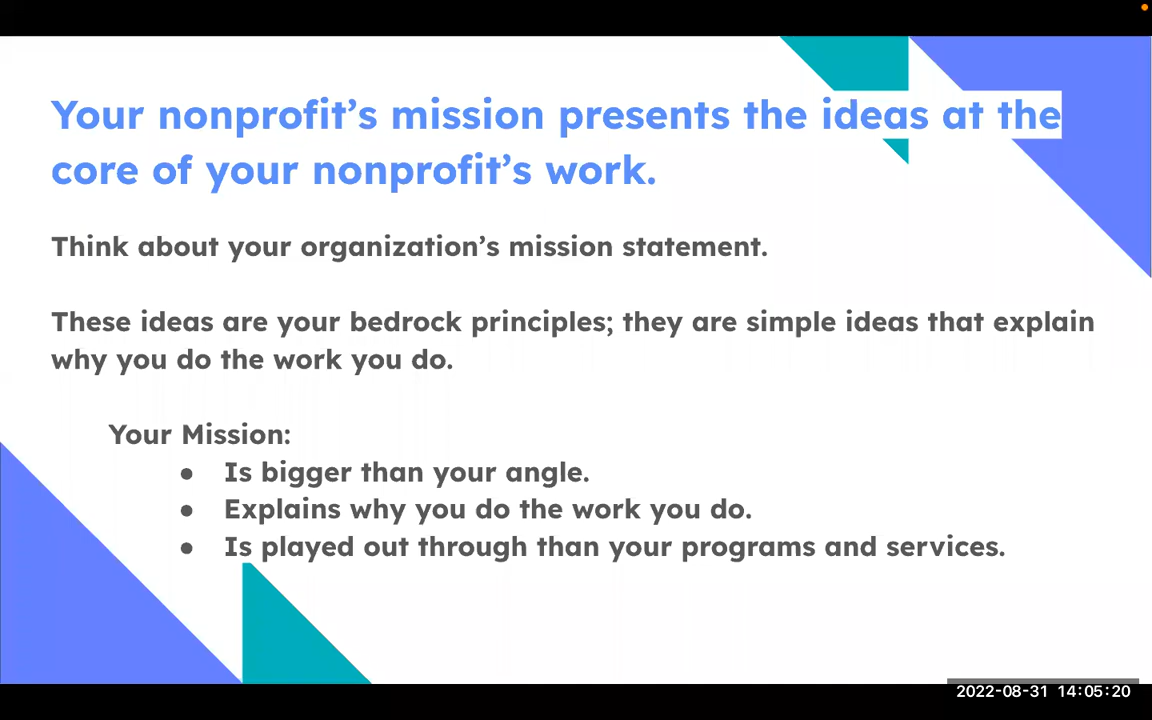 Your nonprofit’s mission presents the ideas at the
core of your nonprofit’s work.
Think about your organization’s mission statement.
These ideas are your bedrock principles; they are simple ideas that explain
why you do the work you do.
Your Mission:
● Is bigger than your angle.
● Explains why you do the work you do.
● Is played out through than your programs and services.
2022-08-31 14:05:20